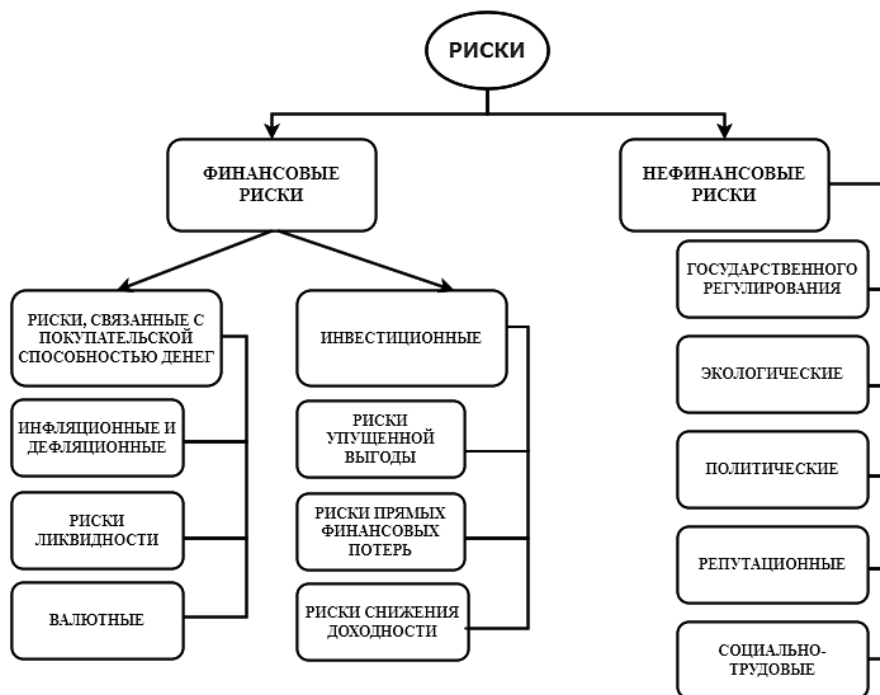 РИСКИ
ФИНАНСОВЫЕ
РИСКИ
НЕФИНАНСОВЫЕ
РИСКИ
РИСКИ, СВЯЗАННЫЕ С
ПОКУПАТЕЛЬСКОЙ
СПОСОБНОСТЬЮ ДЕНЕГ
ИНФЛЯЦИОННЫЕ И
ДЕФЛЯЦИОННЫЕ
РИСКИ
ЛИКВИДНОСТИ
ВАЛЮТНЫЕ
ИНВЕСТИЦИОННЫЕ
РИСКИ
УПУЩЕННОЙ
ВЫГОДЫ
РИСКИ ПРЯМЫХ
ФИНАНСОВЫХ
ПОТЕРЬ
РИСКИ СНИЖЕНИЯ
ДОХОДНОСТИ
ГОСУДАРСТВЕННОГО
РЕГУЛИРОВАНИЯ
ЭКОЛОГИЧЕСКИЕ
ПОЛИТИЧЕСКИЕ
РЕПУТАЦИОННЫЕ
СОЦИАЛЬНО-
ТРУДОВЫЕ